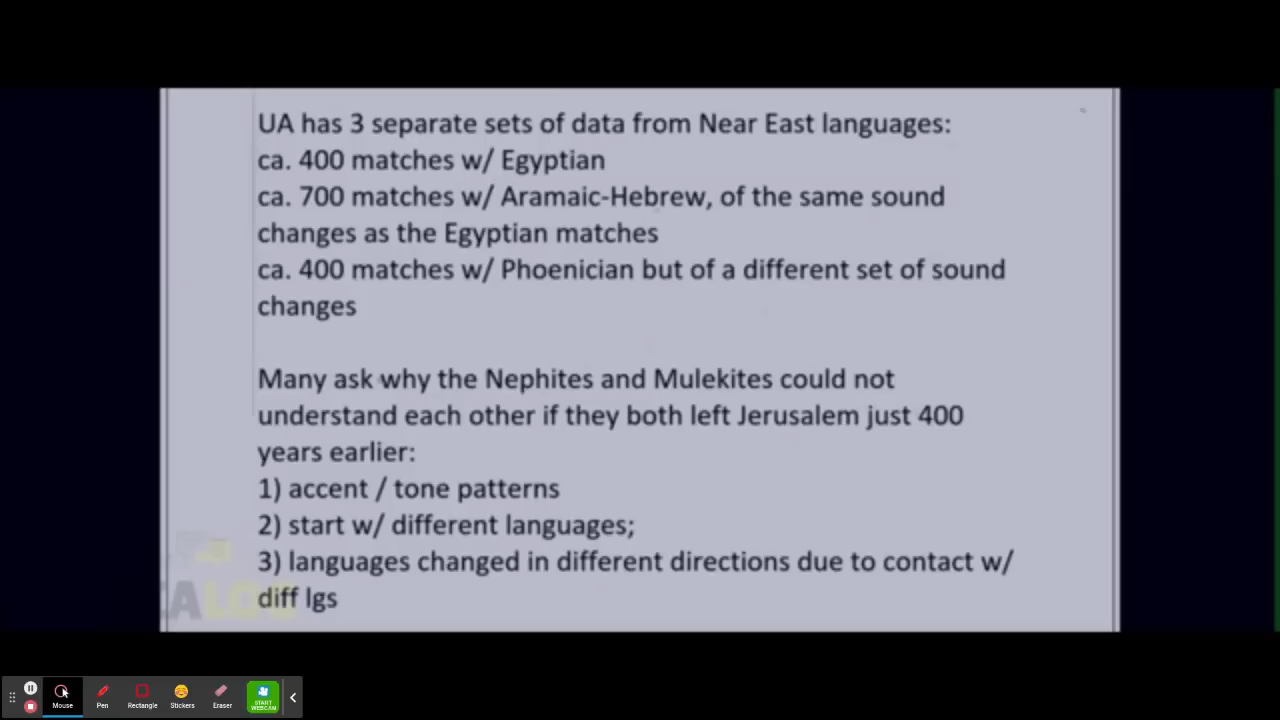 UA has 3 separate sets of data from Near East languages:
ca. 400 matches w/ Egyptian
ca. 700 matches w/ Aramaic-Hebrew, of the same sound
changes as the Egyptian matches
ca. 400 matches w/ Phoenician but of a different set of sound
changes
Many ask why the Nephites and Mulekites could not
understand each other if they both left Jerusalem just 400
years earlier:
1) accent / tone patterns
2) start w/ different languages;
3) languages changed in different directions due to contact w/
diff lgs
Mouse
Pen
Rectangle
Stickers
Eraser
START
WEBCAM